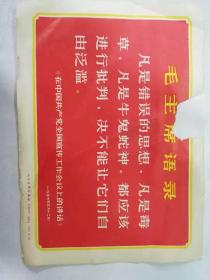 毛主席语录
凡是错误的思想，凡是毒
草，凡是牛鬼蛇神，都应该
进行批判，决不能让它们自
由泛滥。
《在中国共产党全国宣传工作会议上的讲话》